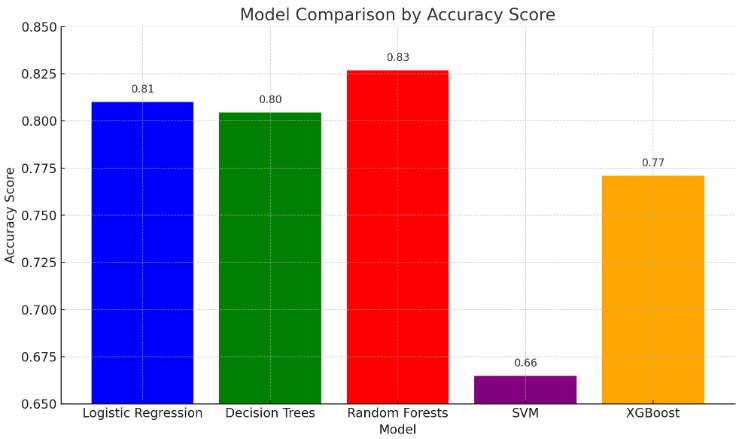 Model Comparison by Accuracy Score
0.850
0.825
0.800
0.775
0.750
0.725
0.700
0.675
0.650
Accuracy Score
0.81
0.80
0.83
0.66
0.77
Logistic Regression
Decision Trees
Random Forests
SVM
XGBoost
Model